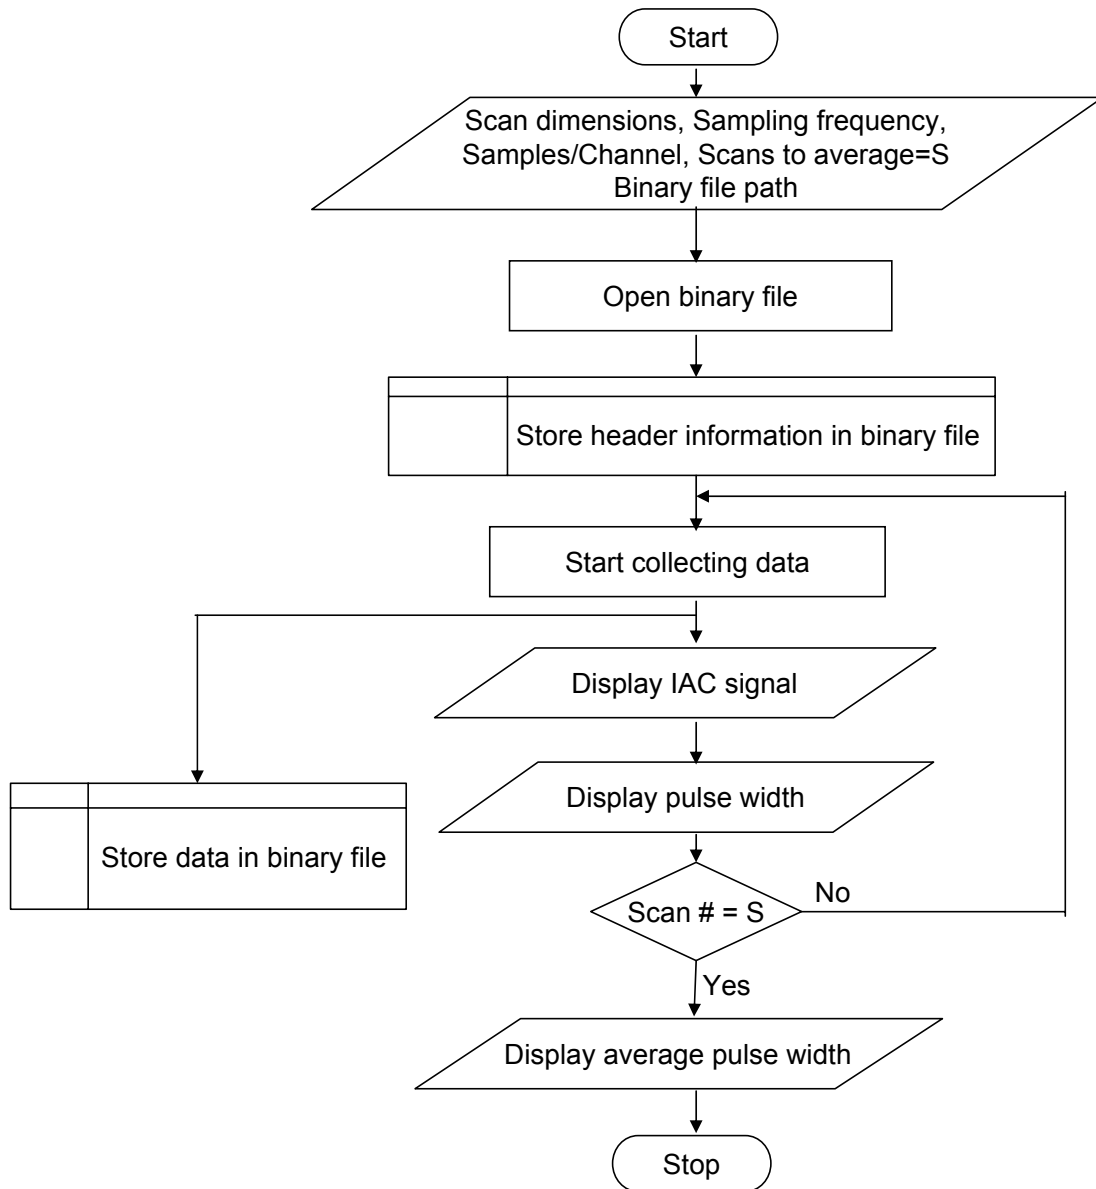 Start
Scan dimensions, Sampling frequency,
Samples/Channel, Scans to average=S
Binary file path
Open binary file
Store header information in binary file
Start collecting data
Display IAC signal
Display pulse width
Store data in binary file
Scan # = S
No
Yes
Display average pulse width
Stop